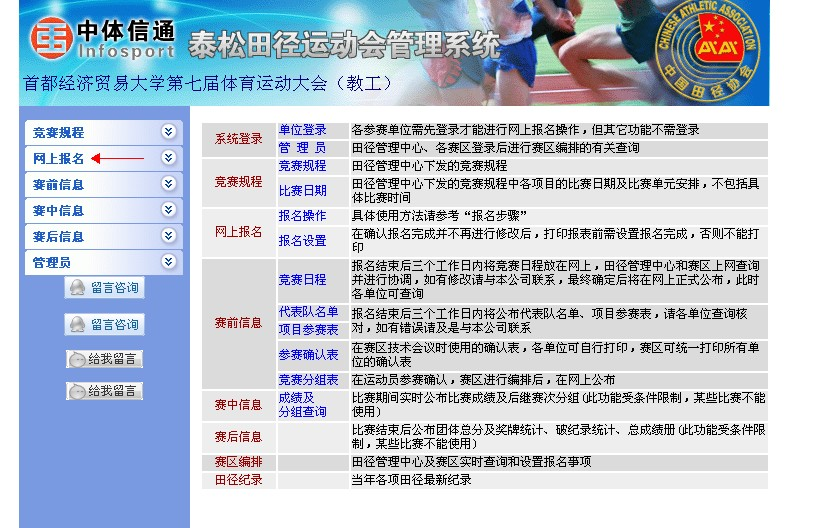 中体信通
Infosport
泰松田径运动会管理系统
CHINESE ATHLETIC ASSOCIATION
中国田径协会
首都经济贸易大学第七届体育运动大会（教工）
竞赛规程
网上报名
赛前信息
赛中信息
赛后信息
管理员
留言咨询
留言咨询
给我留言
给我留言
系统登录
单位登录
各参赛单位需先登录才能进行网上报名操作，但其它功能不需登录
管 理 员
田径管理中心、各赛区登录后进行赛区编排的有关查询
竞赛规程
竞赛规程
田径管理中心下发的竞赛规程
比赛日期
田径管理中心下发的竞赛规程中各项目的比赛日期及比赛单元安排，不包括具
体比赛时间
网上报名
报名操作
具体使用方法请参考“报名步骤”
报名设置
在确认报名完成并不再进行修改后，打印报表前需设置报名完成，否则不能打
印
赛前信息
竞赛日程
报名结束后三个工作日内将竞赛日程放在网上，田径管理中心和赛区上网查询
并进行协调，如有修改请与本公司联系，最终确定后将在网上正式公布，此时
各单位可查询
代表队名单
项目参赛表
报名结束后三个工作日内将公布代表队名单、项目参赛表，请各单位查询核
对，如有错误请及是与本公司联系
参赛确认表
在赛区技术会议时使用的确认表，各单位可自行打印，赛区可统一打印所有单
位的确认表
竞赛分组表
在运动员参赛确认，赛区进行编排后，在网上公布
赛中信息
成绩及
分组查询
比赛期间实时公布比赛成绩及后继赛次分组(此功能受条件限制，某些比赛不能
使用)
赛后信息
比赛结束后公布团体总分及奖牌统计、破纪录统计、总成绩册(此功能受条件限
制，某些比赛不能使用)
赛区编排
田径管理中心及赛区实时查询和设置报名事项
田径纪录
当年各项田径最新纪录